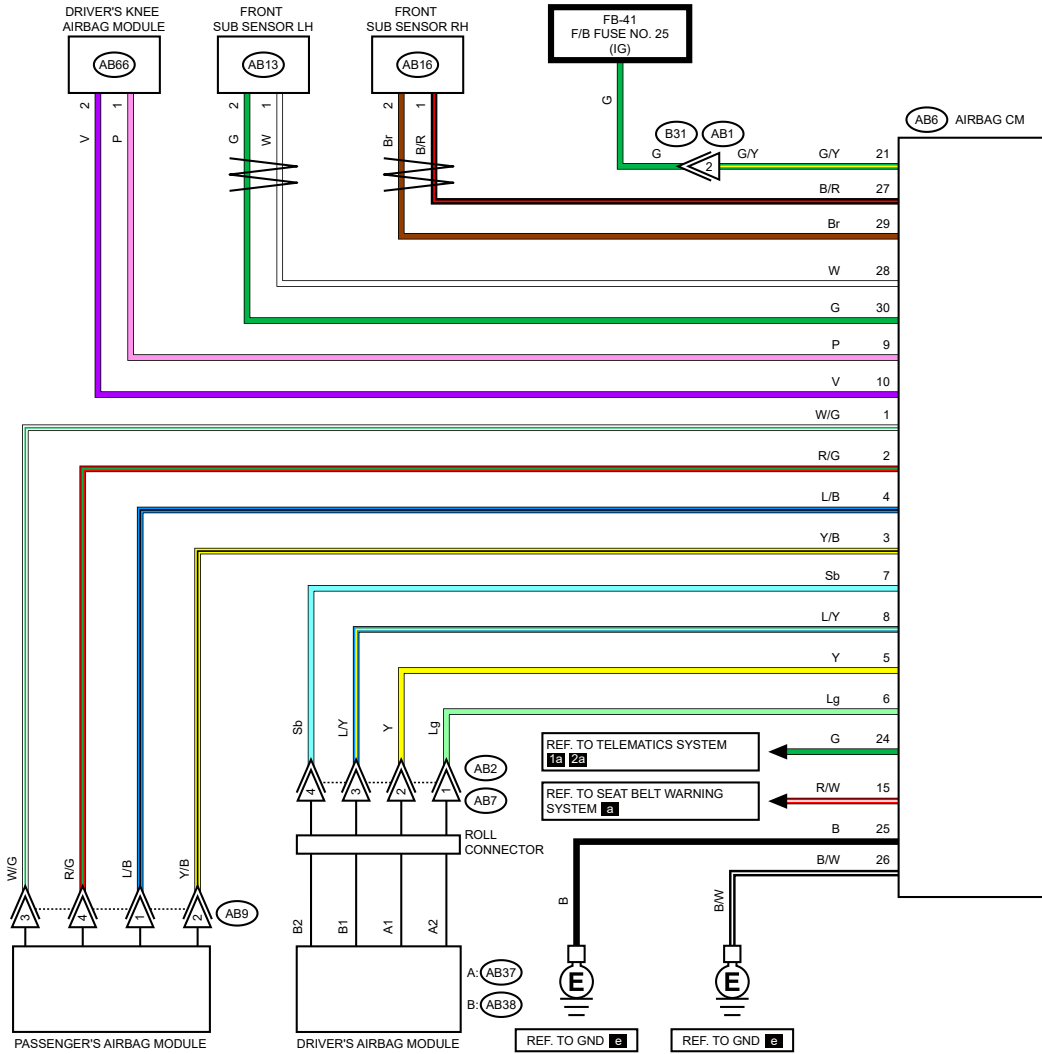 DRIVER'S KNEE
AIRBAG MODULE
AB66
2
1
V
P
FRONT
SUB SENSOR LH
AB13
2
1
G
W
FRONT
SUB SENSOR RH
AB16
2
1
Br
B/R
FB-41
F/B FUSE NO. 25
(IG)
G
B31
AB1
G
2
G/Y
AB6
AIRBAG CM
G/Y 21
B/R 27
Br 29
W 28
G 30
P 9
V 10
W/G 1
R/G 2
L/B 4
Y/B 3
Sb 7
L/Y 8
Y 5
Lg 6
G 24
R/W 15
B 25
B/W 26
REF. TO TELEMATICS SYSTEM
1a 2a
REF. TO SEAT BELT WARNING
SYSTEM a
Sb
L/Y
Y
Lg
4
3
2
1
AB2
AB7
ROLL
CONNECTOR
W/G
R/G
L/B
Y/B
3
4
1
2
AB9
B2
B1
A1
A2
A: AB37
B: AB38
B
B/W
E
E
PASSENGER'S AIRBAG MODULE
DRIVER'S AIRBAG MODULE
REF. TO GND e
REF. TO GND e